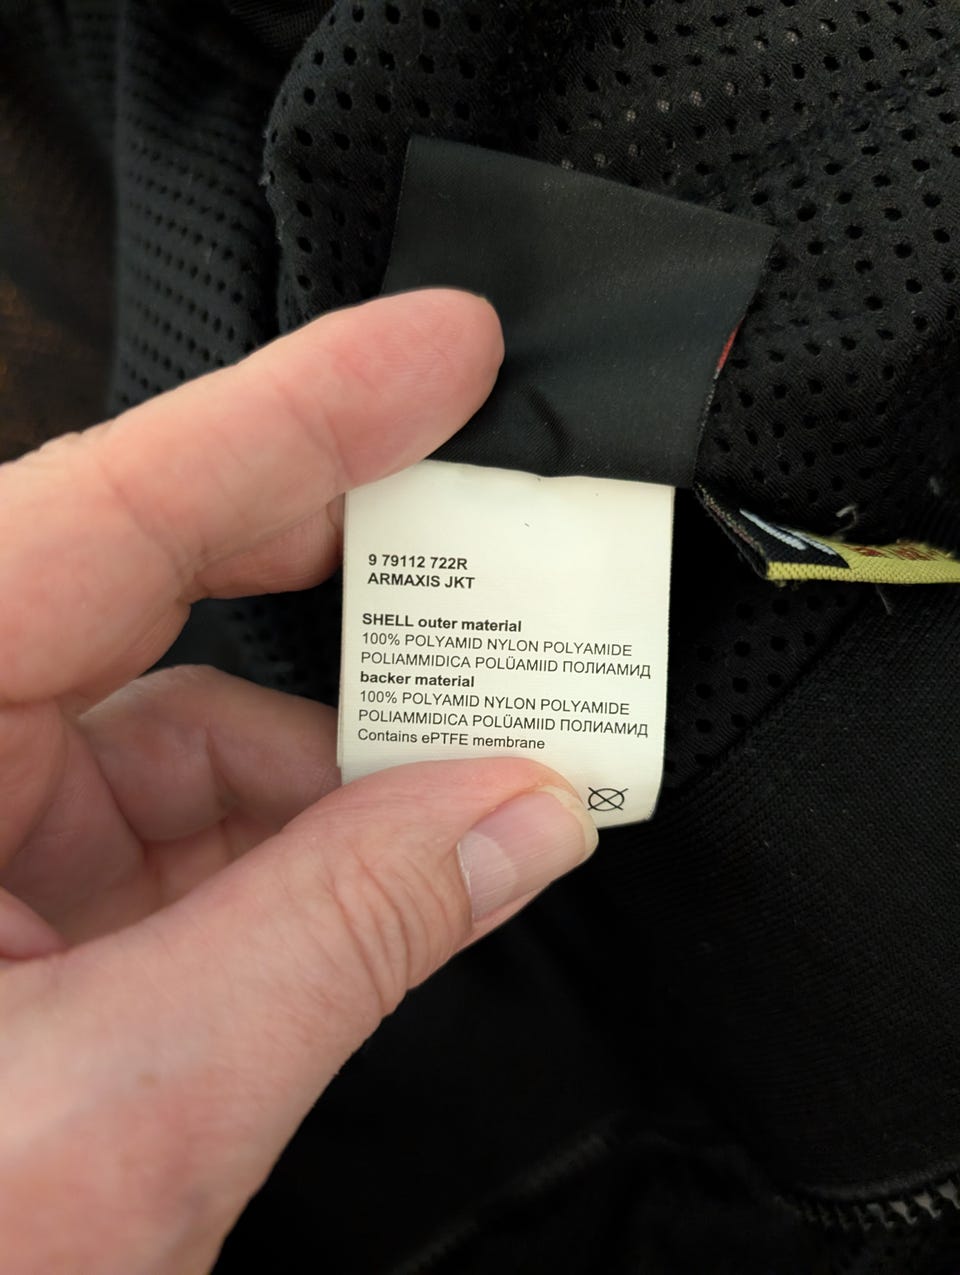 9 79112 722R
ARMAXIS JKT
SHELL outer material
100% POLYAMID NYLON POLYAMIDE
POLIAMMIDICA POLÜAMIID ПОЛИАМИД
backer material
100% POLYAMID NYLON POLYAMIDE
POLIAMMIDICA POLÜAMIID ПОЛИАМИД
Contains ePTFE membrane